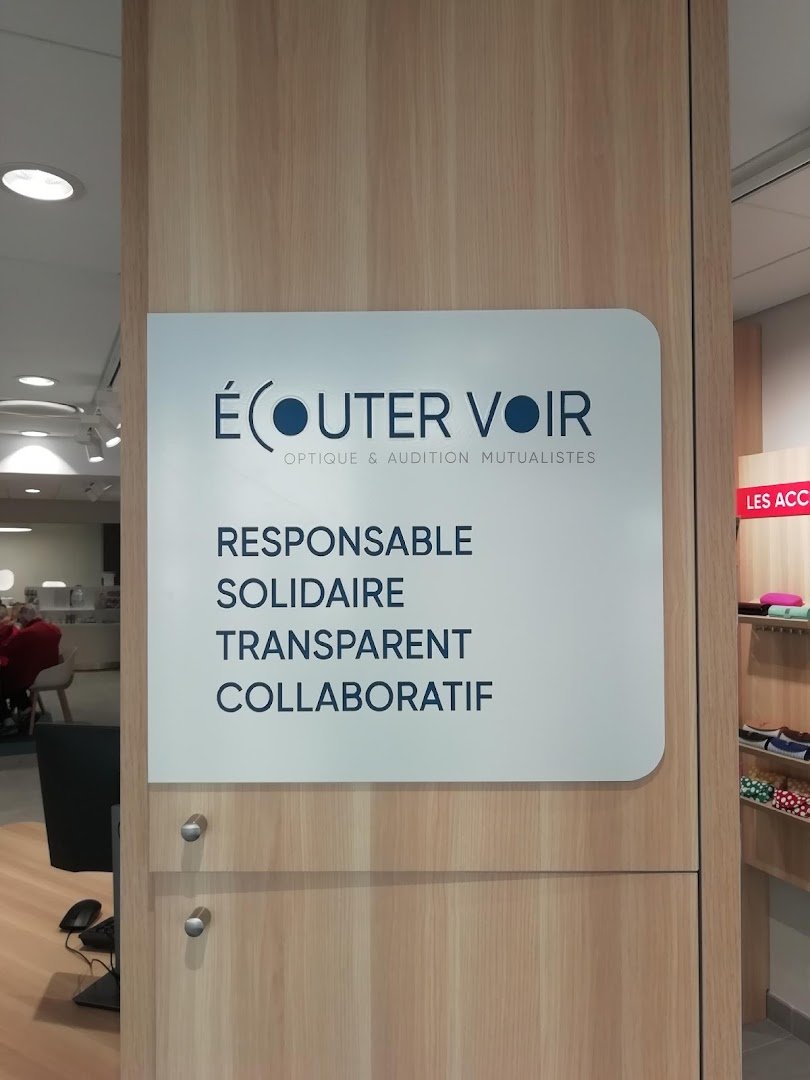 ÉCOUTER VOIR
OPTIQUE & AUDITION MUTUALISTES
RESPONSABLE
SOLIDAIRE
TRANSPARENT
COLLABORATIF
LES ACC